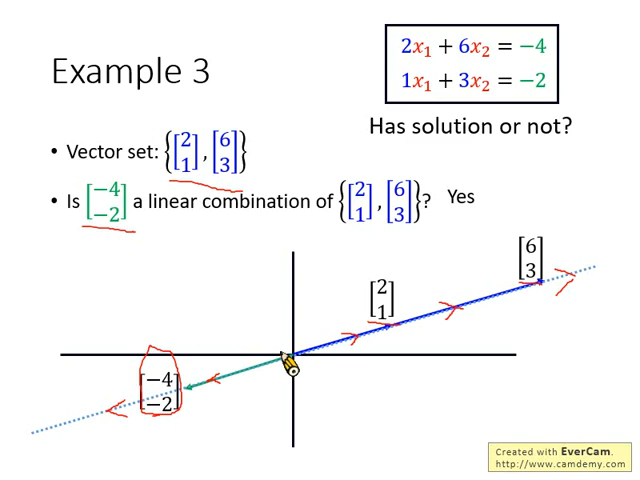 Example 3
2x₁ + 6x₂ = −4
1x₁ + 3x₂ = −2
Has solution or not?
• Vector set: {[2 1], [6 3]}
• Is [−4 −2] a linear combination of {[2 1], [6 3]}? Yes
[6 3]
[2 1]
[−4 −2]
Created with EverCam.
http://www.camdemy.com